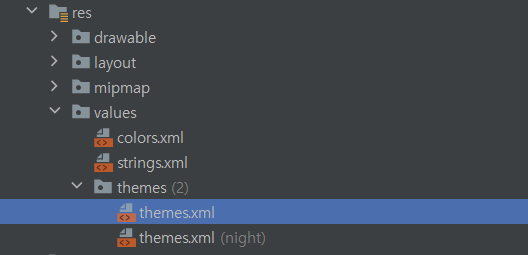 res
drawable
layout
mipmap
values
colors.xml
strings.xml
themes (2)
themes.xml
themes.xml (night)